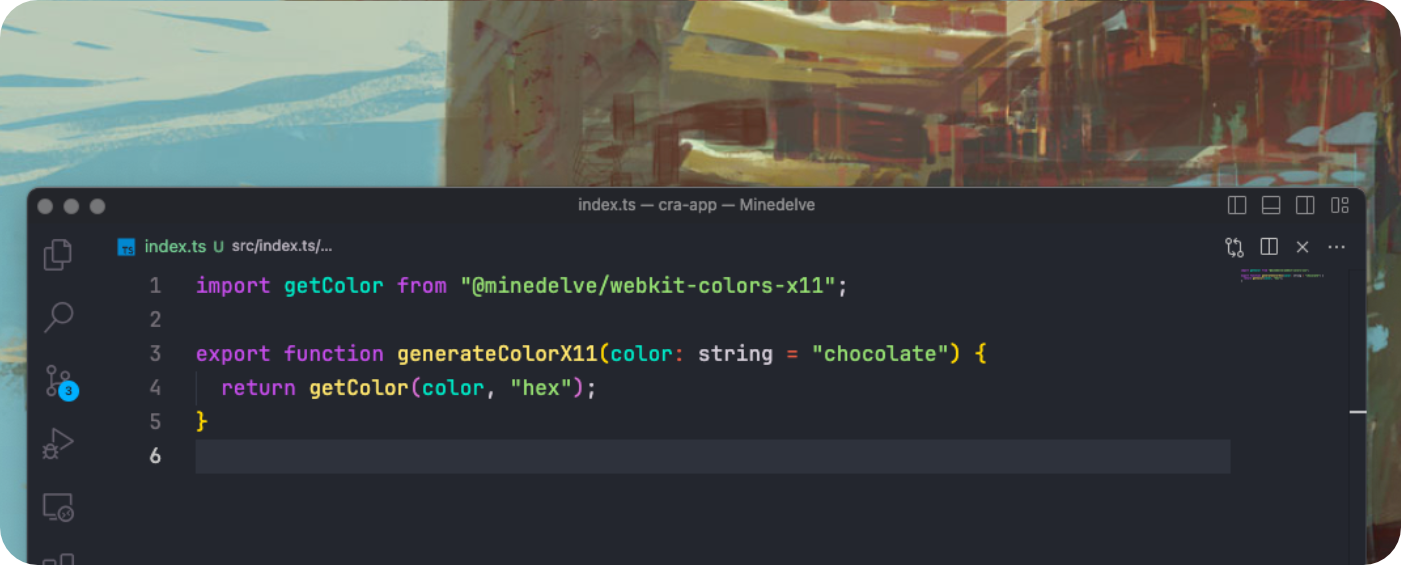 index.ts — cra-app — Minedelve
TS index.ts U src/index.ts/...
1 import getColor from "@minedelve/webkit-colors-x11";
2
3 export function generateColorX11(color: string = "chocolate") {
4   return getColor(color, "hex");
5 }
6
3